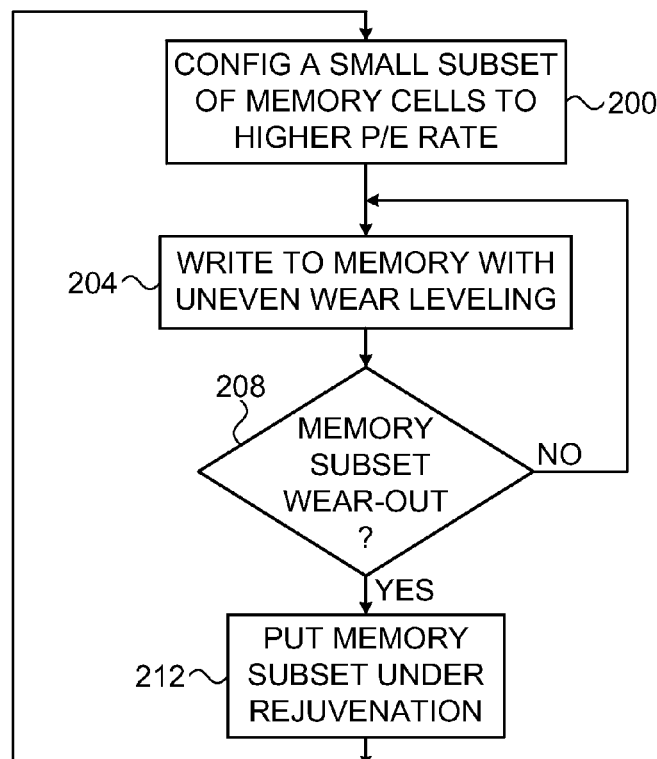 CONFIG A SMALL SUBSET
OF MEMORY CELLS TO
HIGHER P/E RATE
200
WRITE TO MEMORY WITH
UNEVEN WEAR LEVELING
204
208
MEMORY
SUBSET
WEAR-OUT
?
NO
YES
PUT MEMORY
SUBSET UNDER
REJUVENATION
212